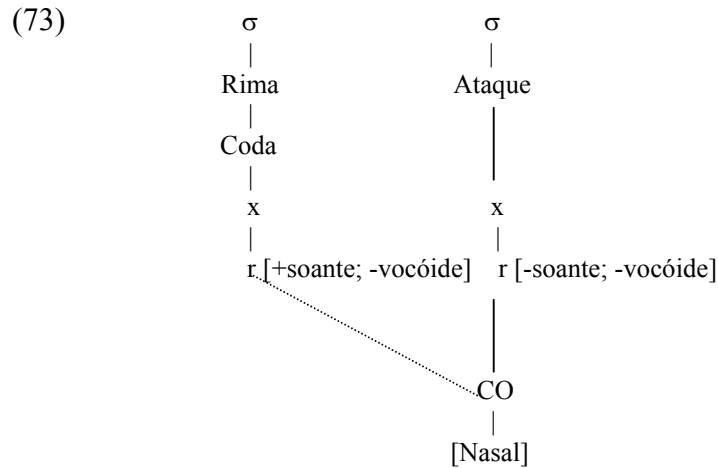 (73) σ σ
Rima Ataque
Coda
x x
r [+soante; -vocóide] r [-soante; -vocóide]
CO
[Nasal]